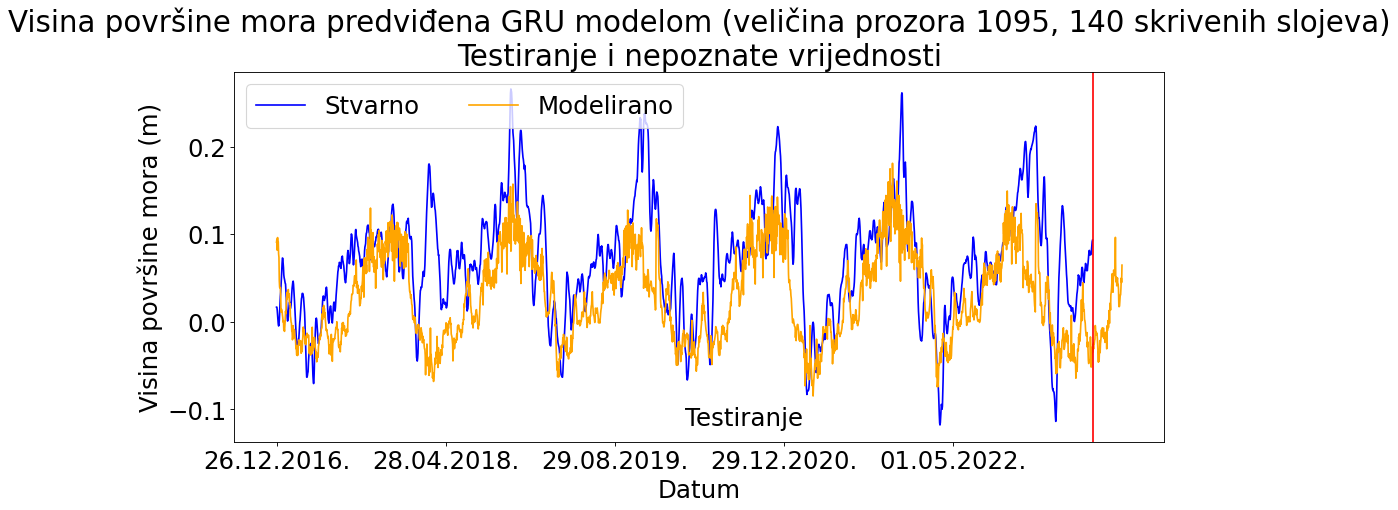 Visina površine mora predviđena GRU modelom (veličina prozora 1095, 140 skrivenih slojeva)
Testiranje i nepoznate vrijednosti
Stvarno
Modelirano
Visina površine mora (m)
0.2
0.1
0.0
−0.1
Testiranje
26.12.2016.
28.04.2018.
29.08.2019.
29.12.2020.
01.05.2022.
Datum